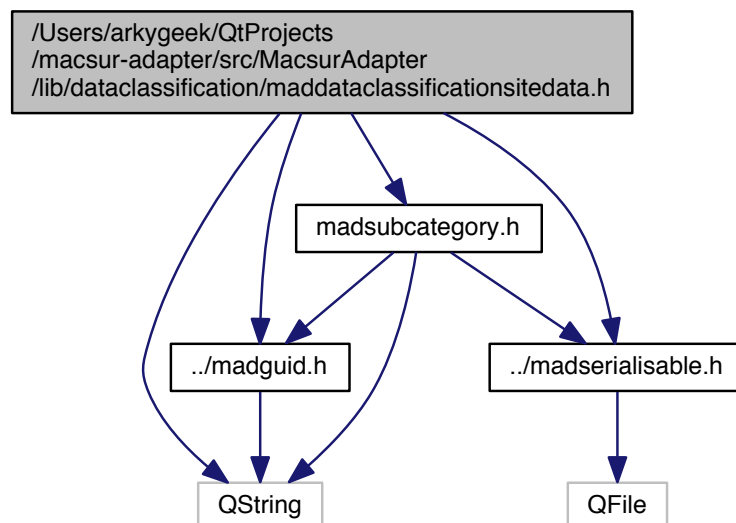 /Users/arkygeek/QtProjects
/macsur-adapter/src/MacsurAdapter
/lib/dataclassification/maddataclassificationsitedata.h
madsubcategory.h
../madguid.h
../madserialisable.h
QString
QFile